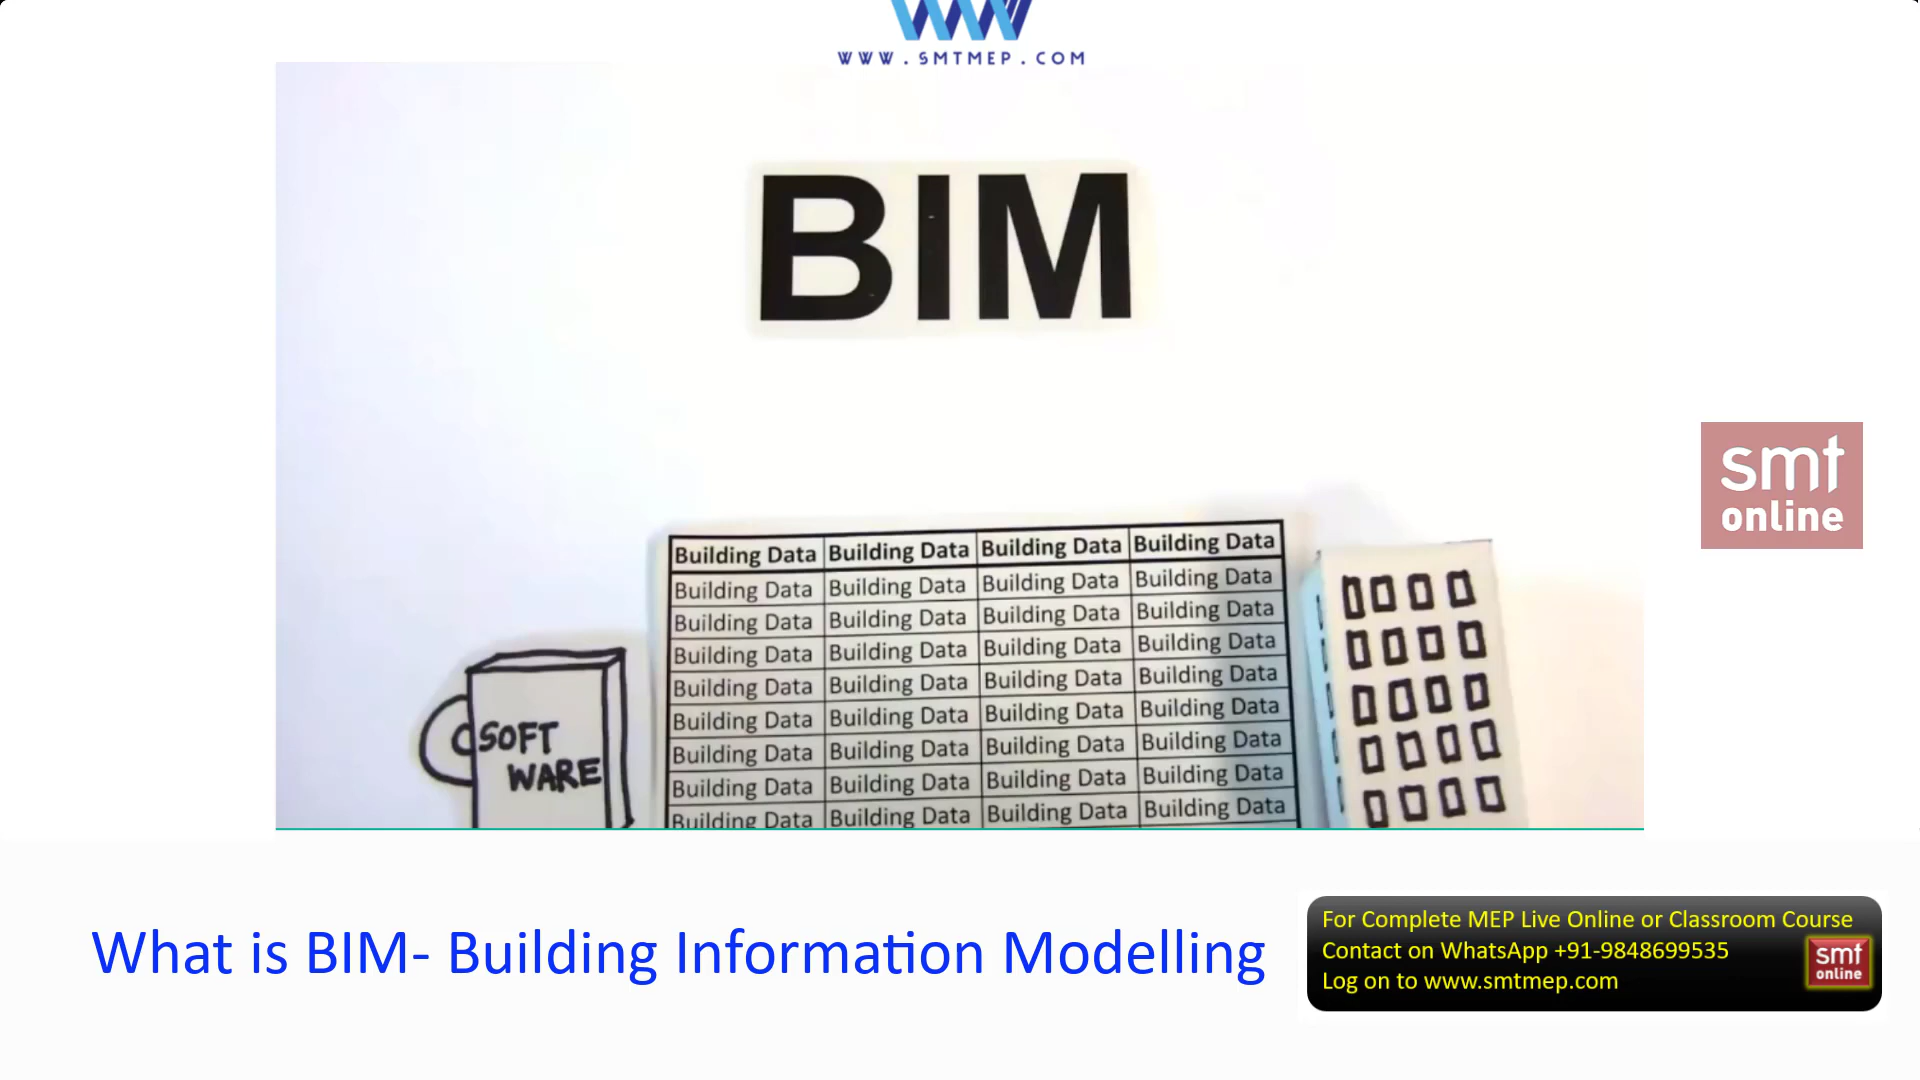 WWW.SMTMEP.COM
BIM
smt
online
Building Data Building Data Building Data Building Data
Building Data Building Data Building Data Building Data
Building Data Building Data Building Data Building Data
Building Data Building Data Building Data Building Data
Building Data Building Data Building Data Building Data
Building Data Building Data Building Data Building Data
Building Data Building Data Building Data Building Data
Building Data Building Data Building Data Building Data
Building Data Building Data Building Data Building Data
SOFT
WARE
What is BIM- Building Information Modelling
For Complete MEP Live Online or Classroom Course
Contact on WhatsApp +91-9848699535
Log on to www.smtmep.com
smt
online